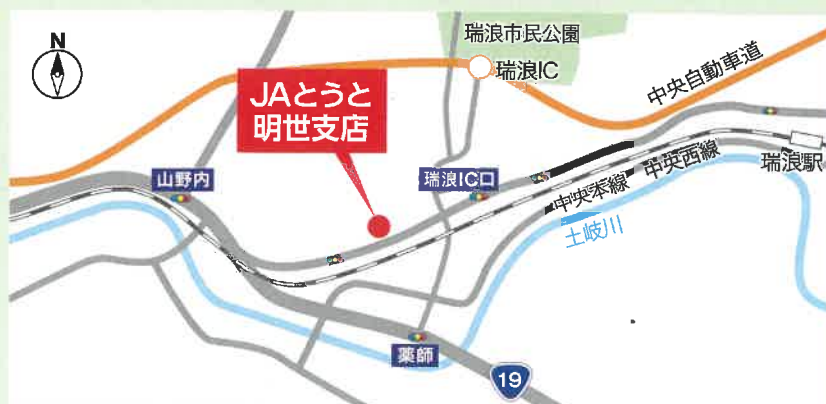 N
瑞浪市民公園
瑞浪IC
中央自動車道
JAとうと
明世支店
山野内
瑞浪IC口
中央本線
中央西線
瑞浪駅
土岐川
薬師
19